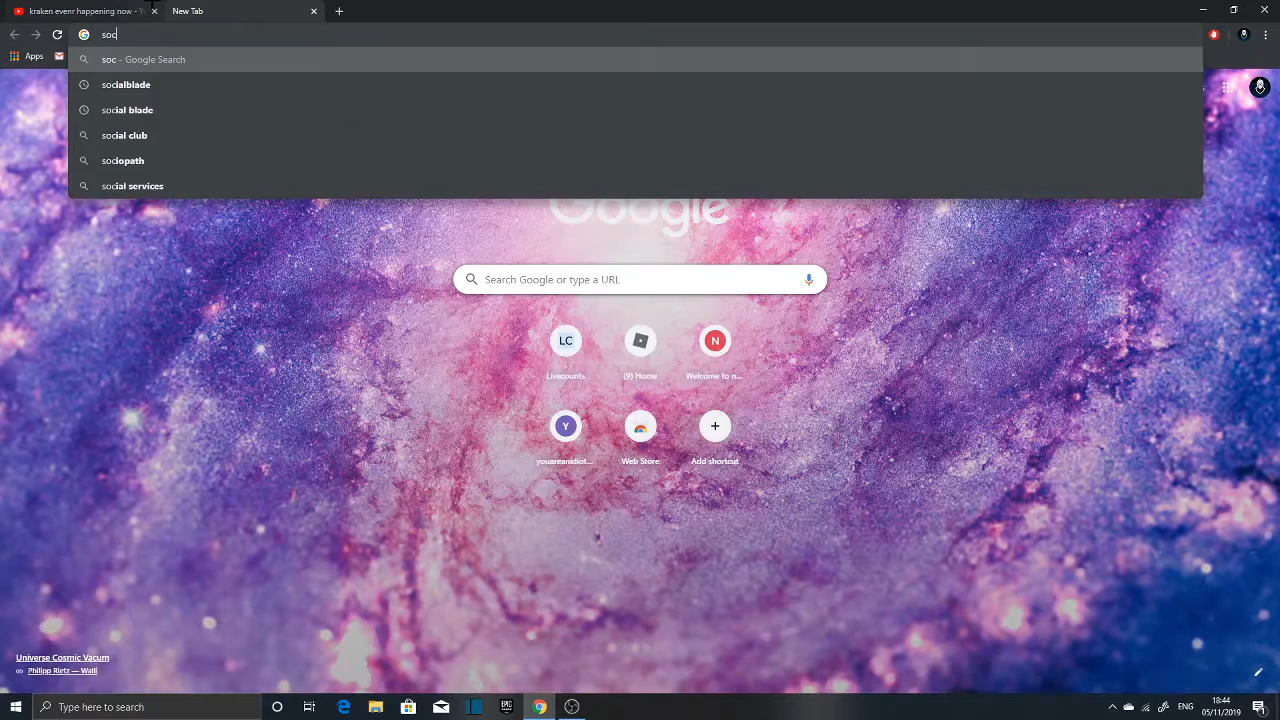 kraken evenr happening now - Y
New Tab
soc
Apps
soc - Google Search
socialblade
social blade
social club
sociopath
social services
Google
Search Google or type a URL
LC
N
Livecounts
(9) Home
Welcome to n...
Y
youareanidiot...
Web Store
Add shortcut
Universe Cosmic Vacum
Philipp Rietz — Walli
Type here to search
EPIC
ENG
18:44
05/11/2019